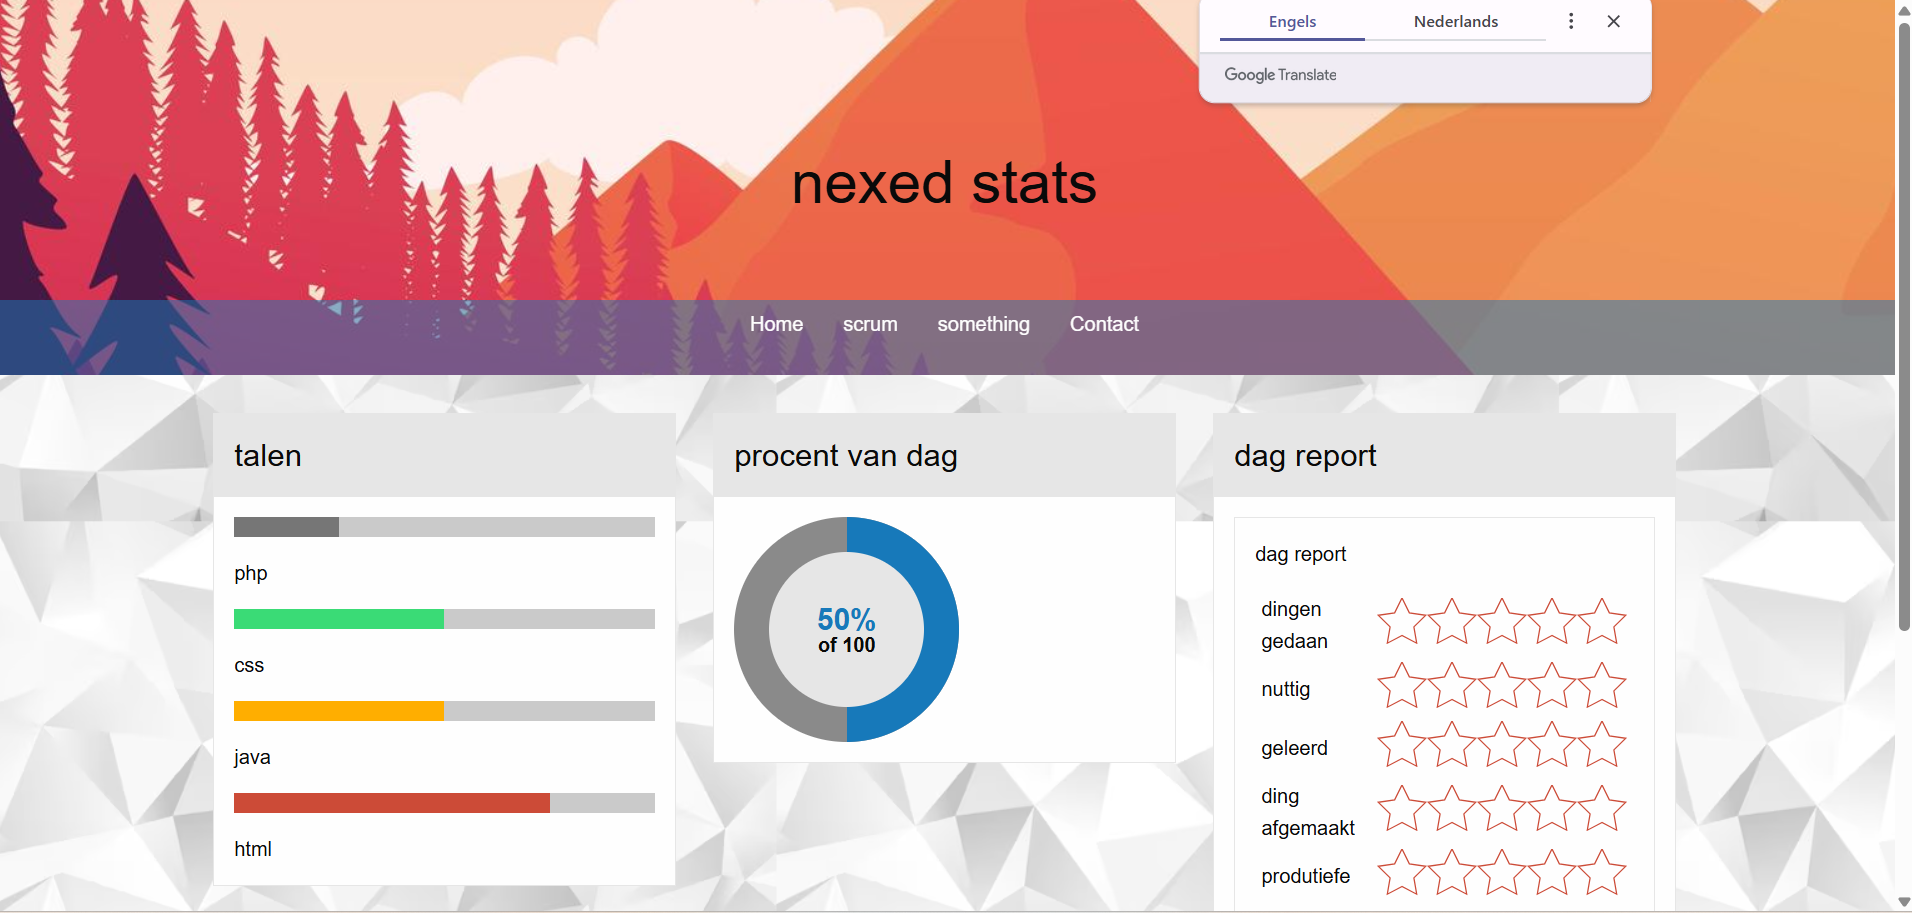 Engels Nederlands
Google Translate
nexed stats
Home scrum something Contact
talen
php
css
java
html
procent van dag
50%
of 100
dag report
dag report
dingen
gedaan
nuttig
geleerd
ding
afgemaakt
produtiefe